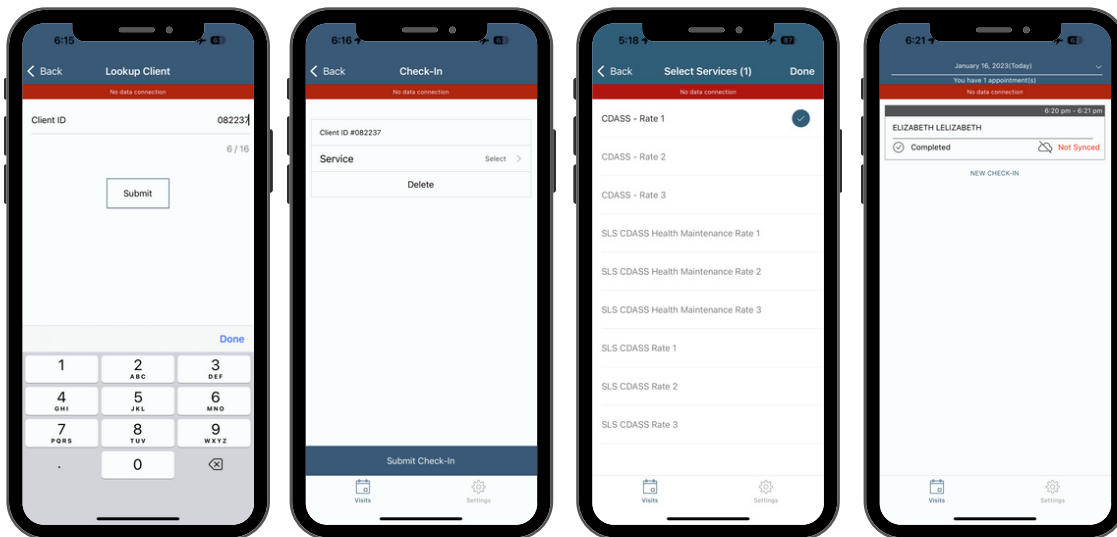 6:15
Back Lookup Client
No data connection
Client ID 082237
6 / 16
Submit
Done
1 2 3
ABC DEF
4 5 6
GHI JKL MNO
7 8 9
PQRS TUV WXYZ
. 0
6:16
Back Check-In
No data connection
Client ID #082237
Service Select
Delete
Submit Check-In
Visits Settings
5:18 87
Back Select Services (1) Done
No data connection
CDASS - Rate 1
CDASS - Rate 2
CDASS - Rate 3
SLS CDASS Health Maintenance Rate 1
SLS CDASS Health Maintenance Rate 2
SLS CDASS Health Maintenance Rate 3
SLS CDASS Rate 1
SLS CDASS Rate 2
SLS CDASS Rate 3
Visits Settings
6:21
January 16, 2023(Today)
You have 1 appointment(s)
No data connection
6:20 pm - 6:21 pm
ELIZABETH LELIZABETH
Completed Not Synced
NEW CHECK-IN
Visits Settings